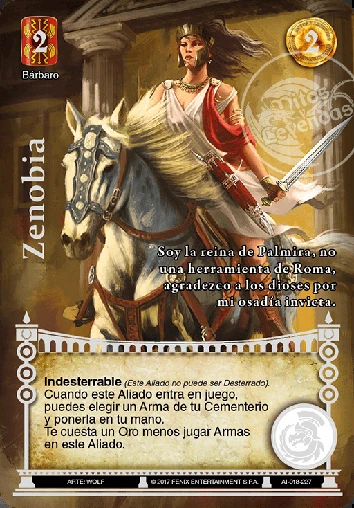 2
2
Bárbaro
Mitos y
Leyendas
Zenobia
Soy la reina de Palmira, no
una herramienta de Roma,
agradezco a los dioses por
mi osadía invicta.
Indesterrable (Este Aliado no puede ser Desterrado).
Cuando este Aliado entra en juego,
puedes elegir un Arma de tu Cementerio
y ponerla en tu mano.
Te cuesta un Oro menos jugar Armas
en este Aliado.
ARTE: WOLF
© 2017 FENIX ENTERTAINMENT S.P.A.